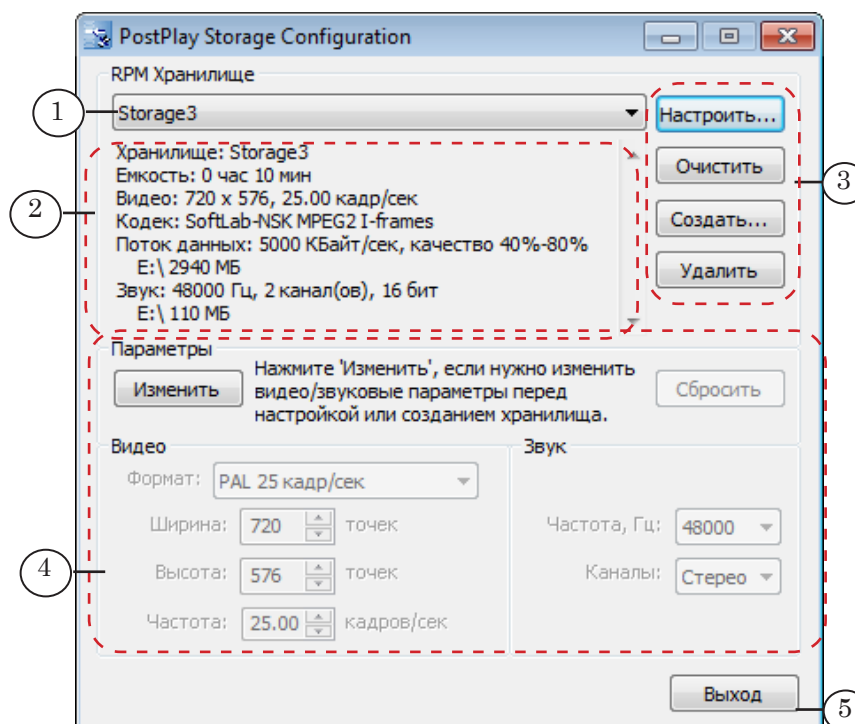 PostPlay Storage Configuration
RPM Хранилище
1
Storage3
Настроить...
Хранилище: Storage3
Емкость: 0 час 10 мин
Видео: 720 x 576, 25.00 кадр/сек
Кодек: SoftLab-NSK MPEG2 I-frames
Поток данных: 5000 КБайт/сек, качество 40%-80%
E:\ 2940 МБ
Звук: 48000 Гц, 2 канал(ов), 16 бит
E:\ 110 МБ
2
Очистить
Создать...
Удалить
3
Параметры
Изменить
Нажмите 'Изменить', если нужно изменить
видео/звуковые параметры перед
настройкой или созданием хранилища.
Сбросить
Видео
Формат: PAL 25 кадр/сек
Ширина: 720 точек
Высота: 576 точек
Частота: 25.00 кадров/сек
4
Звук
Частота, Гц: 48000
Каналы: Стерео
Выход
5